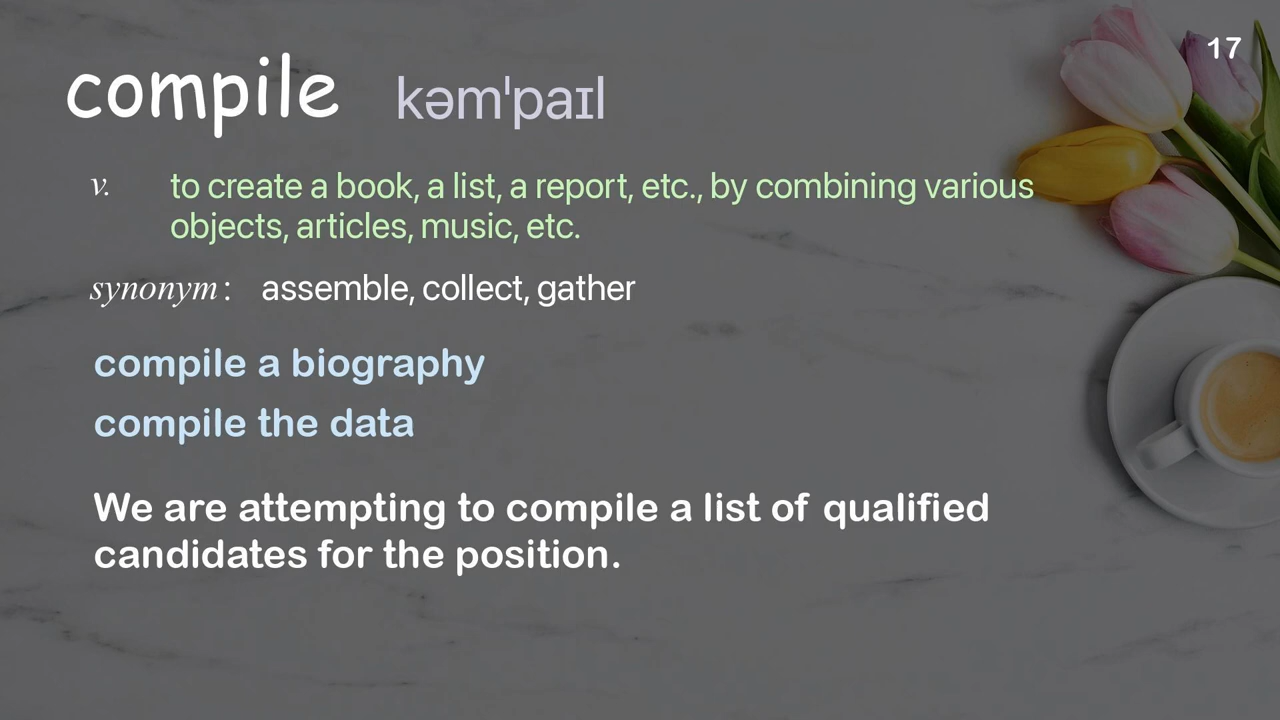 17
compile kəmˈpaɪl
v. to create a book, a list, a report, etc., by combining various
objects, articles, music, etc.
synonym: assemble, collect, gather
compile a biography
compile the data
We are attempting to compile a list of qualified
candidates for the position.